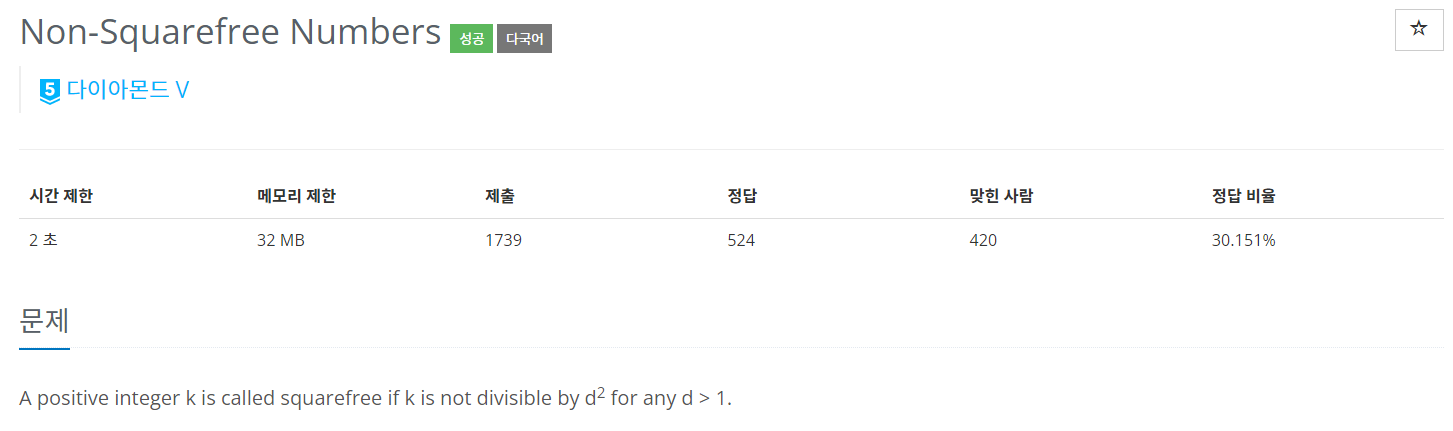 Non-Squarefree Numbers 성공 다국어
☆
5 다이아몬드 V
시간 제한 메모리 제한 제출 정답 맞힌 사람 정답 비율
2 초 32 MB 1739 524 420 30.151%
문제
A positive integer k is called squarefree if k is not divisible by d² for any d > 1.